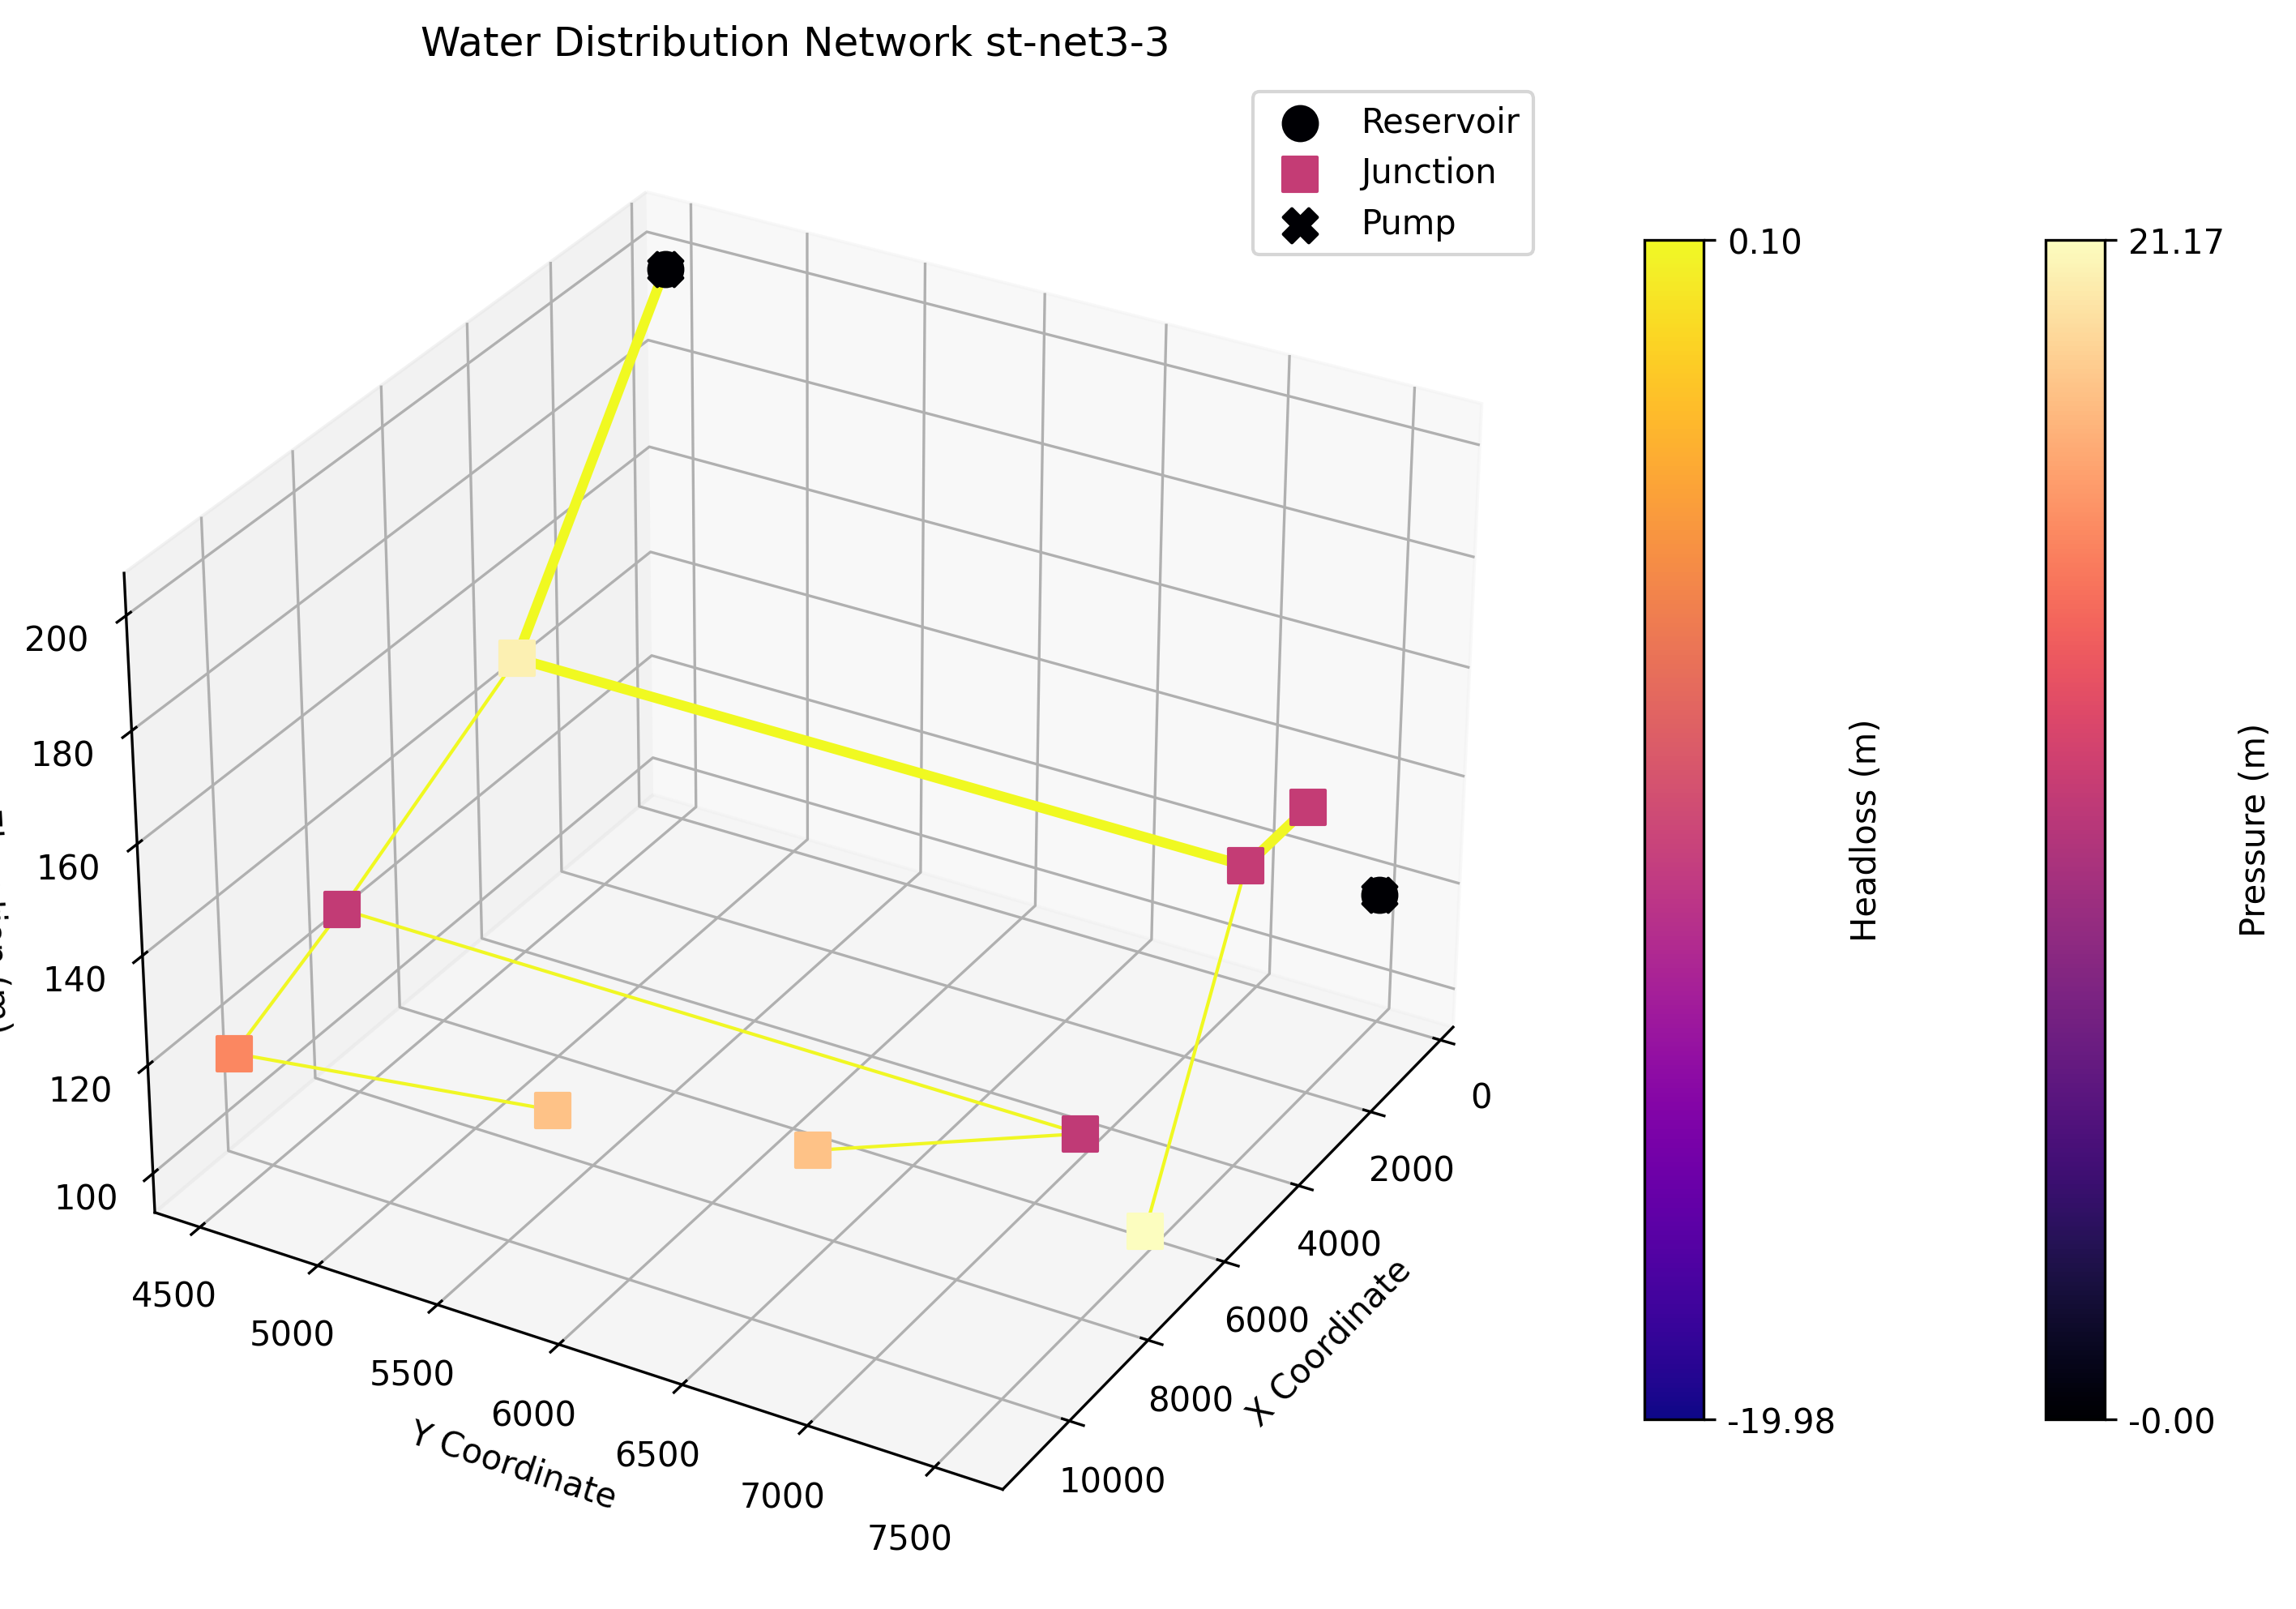 Water Distribution Network st-net3-3
Reservoir
Junction
Pump
0.10
-19.98
Headloss (m)
21.17
-0.00
Pressure (m)
200
180
160
140
120
100
4500
5000
5500
6000
6500
7000
7500
Y Coordinate
0
2000
4000
6000
8000
10000
X Coordinate